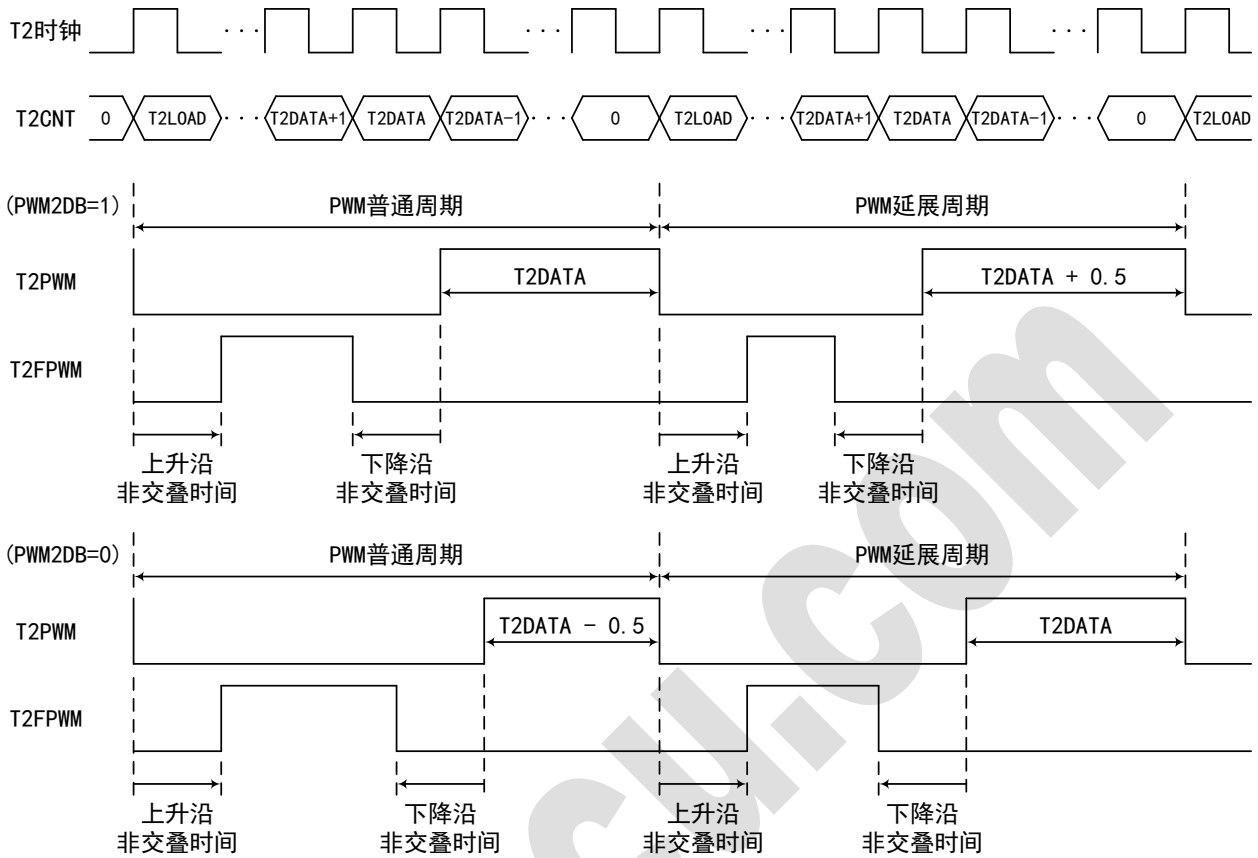 T2时钟
···
···
···
···
T2CNT
0 T2LOAD ··· T2DATA+1 T2DATA T2DATA-1 ··· 0 T2LOAD ··· T2DATA+1 T2DATA T2DATA-1 ··· 0 T2LOAD
(PWM2DB=1)
PWM普通周期
PWM延展周期
T2PWM
T2DATA
T2DATA + 0.5
T2FPWM
上升沿
非交叠时间
下降沿
非交叠时间
上升沿
非交叠时间
下降沿
非交叠时间
(PWM2DB=0)
PWM普通周期
PWM延展周期
T2PWM
T2DATA - 0.5
T2DATA
T2FPWM
上升沿
非交叠时间
下降沿
非交叠时间
上升沿
非交叠时间
下降沿
非交叠时间
cu.com